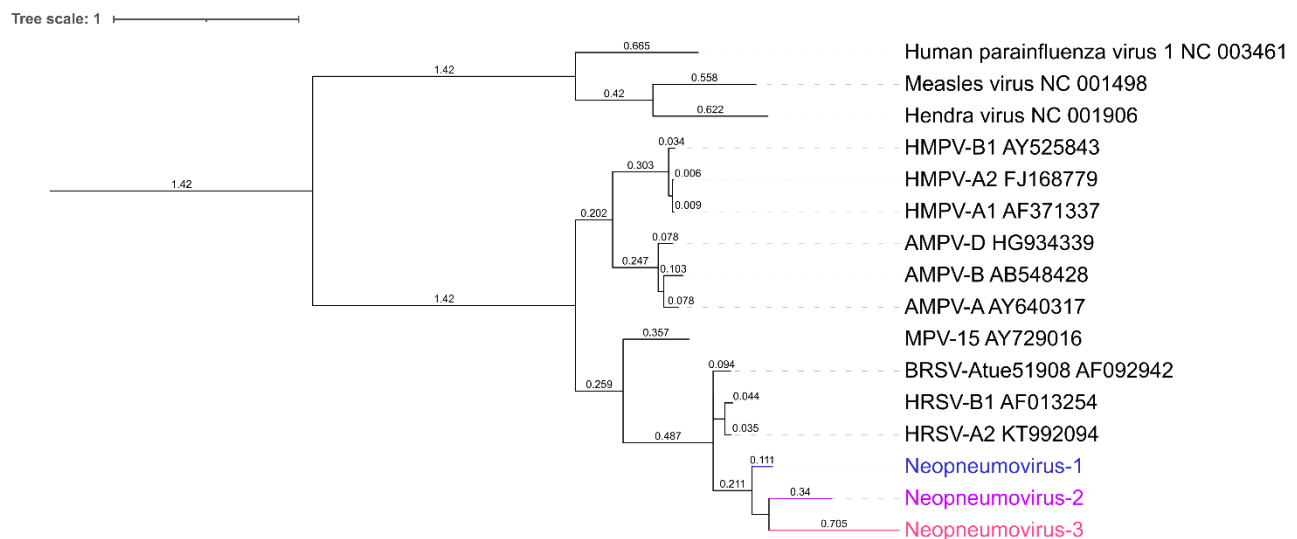 Tree scale: 1
0.665
Human parainfluenza virus 1 NC 003461
1.42
0.558
Measles virus NC 001498
0.42
0.622
Hendra virus NC 001906
0.034
HMPV-B1 AY525843
0.303
0.006
HMPV-A2 FJ168779
1.42
0.009
HMPV-A1 AF371337
0.202
0.078
AMPV-D HG934339
0.247
0.103
AMPV-B AB548428
1.42
0.078
AMPV-A AY640317
0.357
MPV-15 AY729016
0.094
BRSV-Atue51908 AF092942
0.259
0.044
HRSV-B1 AF013254
0.487
0.035
HRSV-A2 KT992094
0.111
Neopneumovirus-1
0.211
0.34
Neopneumovirus-2
0.705
Neopneumovirus-3